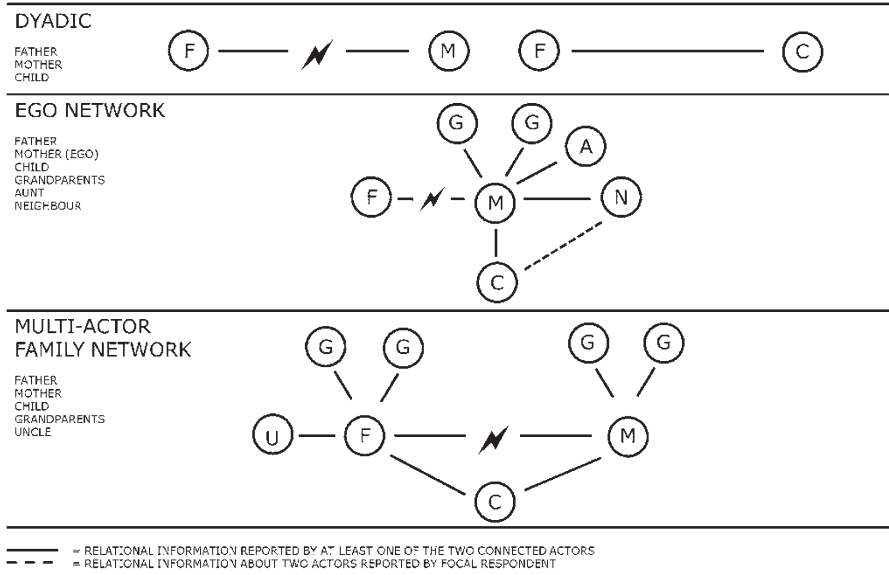 DYADIC
FATHER
MOTHER
CHILD
F M F C
EGO NETWORK
FATHER
MOTHER (EGO)
CHILD
GRANDPARENTS
AUNT
NEIGHBOUR
G G
A
F M N
C
MULTI-ACTOR
FAMILY NETWORK
FATHER
MOTHER
CHILD
GRANDPARENTS
UNCLE
G G G G
U F M
C
= RELATIONAL INFORMATION REPORTED BY AT LEAST ONE OF THE TWO CONNECTED ACTORS
= RELATIONAL INFORMATION ABOUT TWO ACTORS REPORTED BY FOCAL RESPONDENT